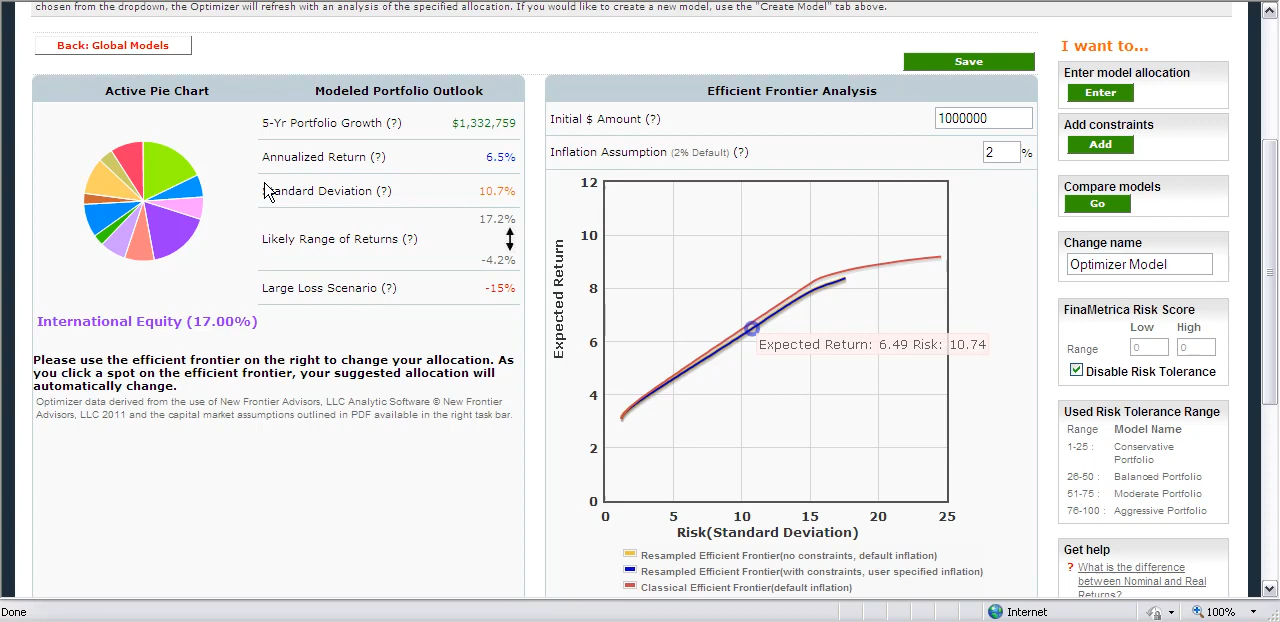 chosen from the dropdown, the Optimizer will refresh with an analysis of the specified allocation. If you would like to create a new model, use the "Create Model" tab above.
Back: Global Models
Save
Active Pie Chart
Modeled Portfolio Outlook
5-Yr Portfolio Growth (?) $1,332,759
Annualized Return (?) 6.5%
Standard Deviation (?) 10.7%
17.2%
Likely Range of Returns (?)
-4.2%
Large Loss Scenario (?) -15%
International Equity (17.00%)
Please use the efficient frontier on the right to change your allocation. As
you click a spot on the efficient frontier, your suggested allocation will
automatically change.
Optimizer data derived from the use of New Frontier Advisors, LLC Analytic Software © New Frontier
Advisors, LLC 2011 and the capital market assumptions outlined in PDF available in the right task bar.
Efficient Frontier Analysis
Initial $ Amount (?) 1000000
Inflation Assumption (2% Default) (?) 2 %
12
10
8
6
4
2
0
Expected Return
Expected Return: 6.49 Risk: 10.74
0 5 10 15 20 25
Risk(Standard Deviation)
Resampled Efficient Frontier(no constraints, default inflation)
Resampled Efficient Frontier(with constraints, user specified inflation)
Classical Efficient Frontier(default inflation)
I want to...
Enter model allocation
Enter
Add constraints
Add
Compare models
Go
Change name
Optimizer Model
FinaMetrica Risk Score
Low High
Range 0 0
Disable Risk Tolerance
Used Risk Tolerance Range
Range Model Name
1-25 : Conservative
Portfolio
26-50 : Balanced Portfolio
51-75 : Moderate Portfolio
76-100 : Aggressive Portfolio
Get help
? What is the difference
between Nominal and Real
Returns?
Done
Internet
100%